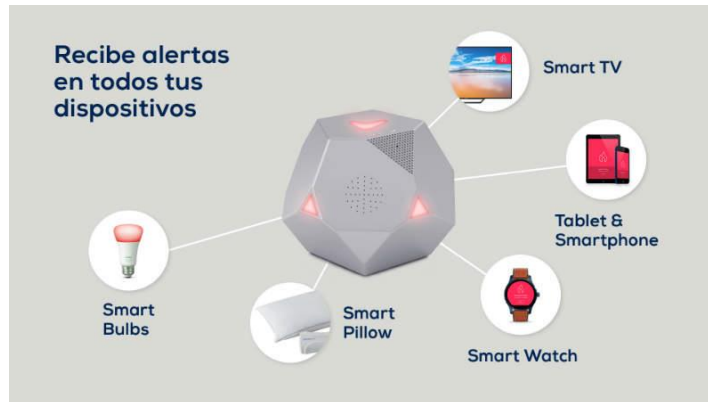 Recibe alertas
en todos tus
dispositivos
Smart TV
Tablet &
Smartphone
Smart
Bulbs
Smart
Pillow
Smart Watch